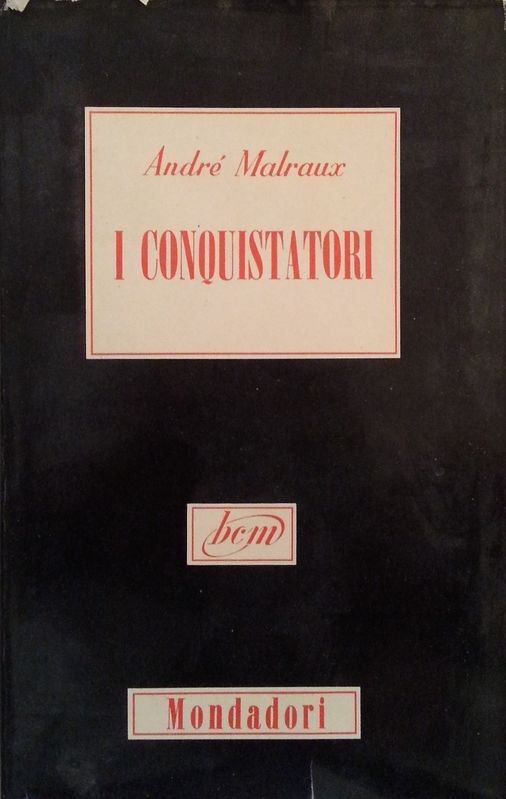 André Malraux
I CONQUISTATORI
bcm
Mondadori